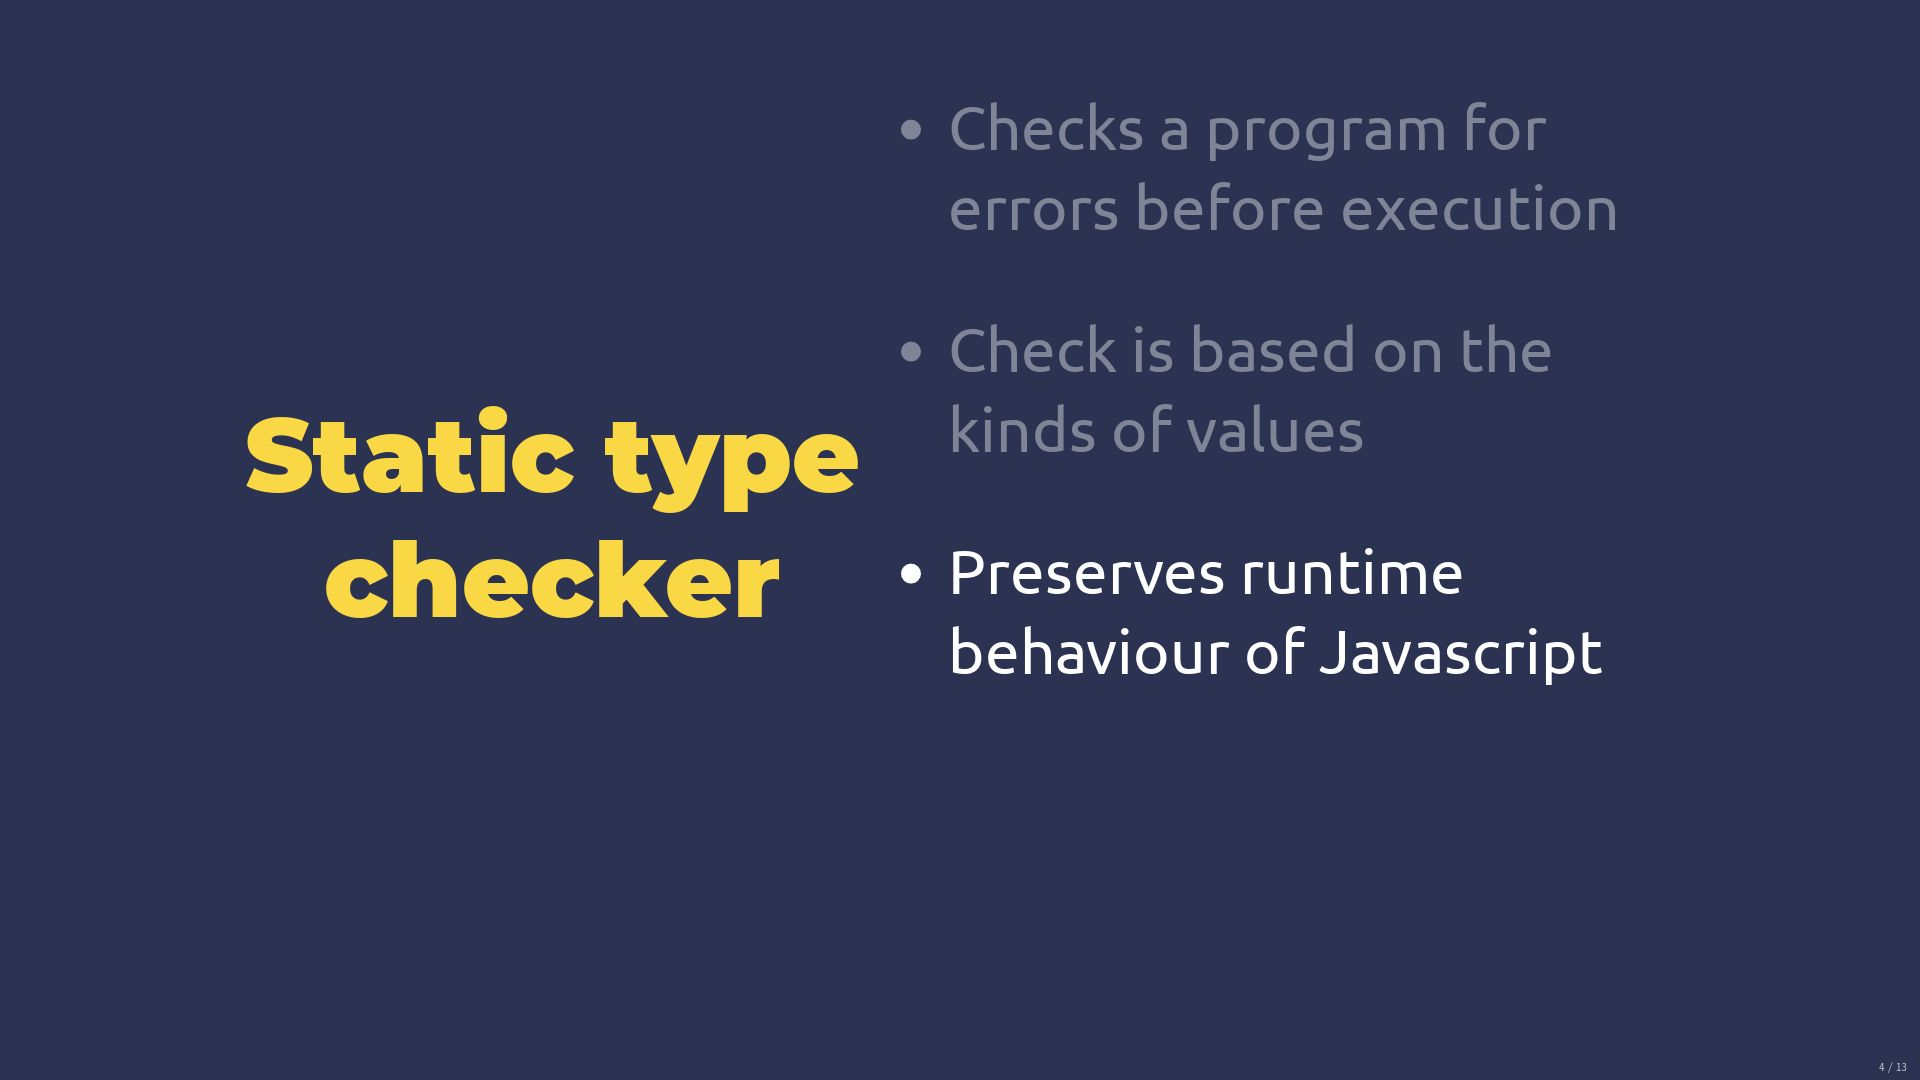 Static type
checker
• Checks a program for
errors before execution
• Check is based on the
kinds of values
• Preserves runtime
behaviour of Javascript
4 / 13